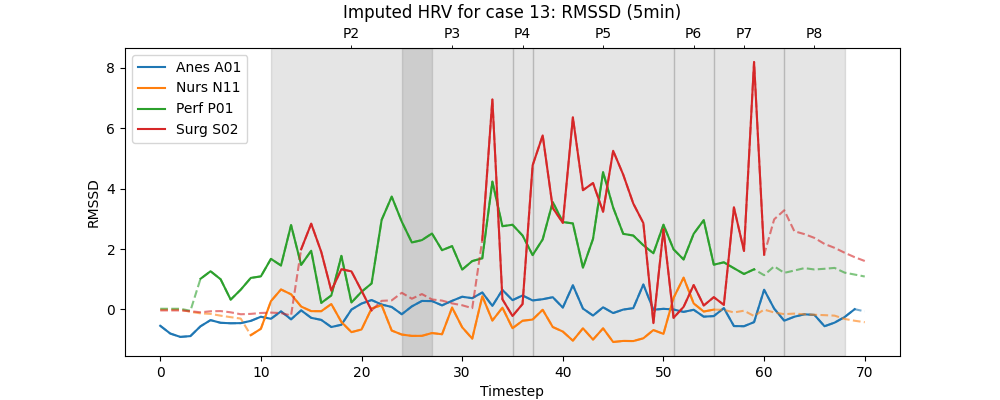 Imputed HRV for case 13: RMSSD (5min)
P2 P3 P4 P5 P6 P7 P8
Anes A01
Nurs N11
Perf P01
Surg S02
8
6
4
2
0
RMSSD
0 10 20 30 40 50 60 70
Timestep